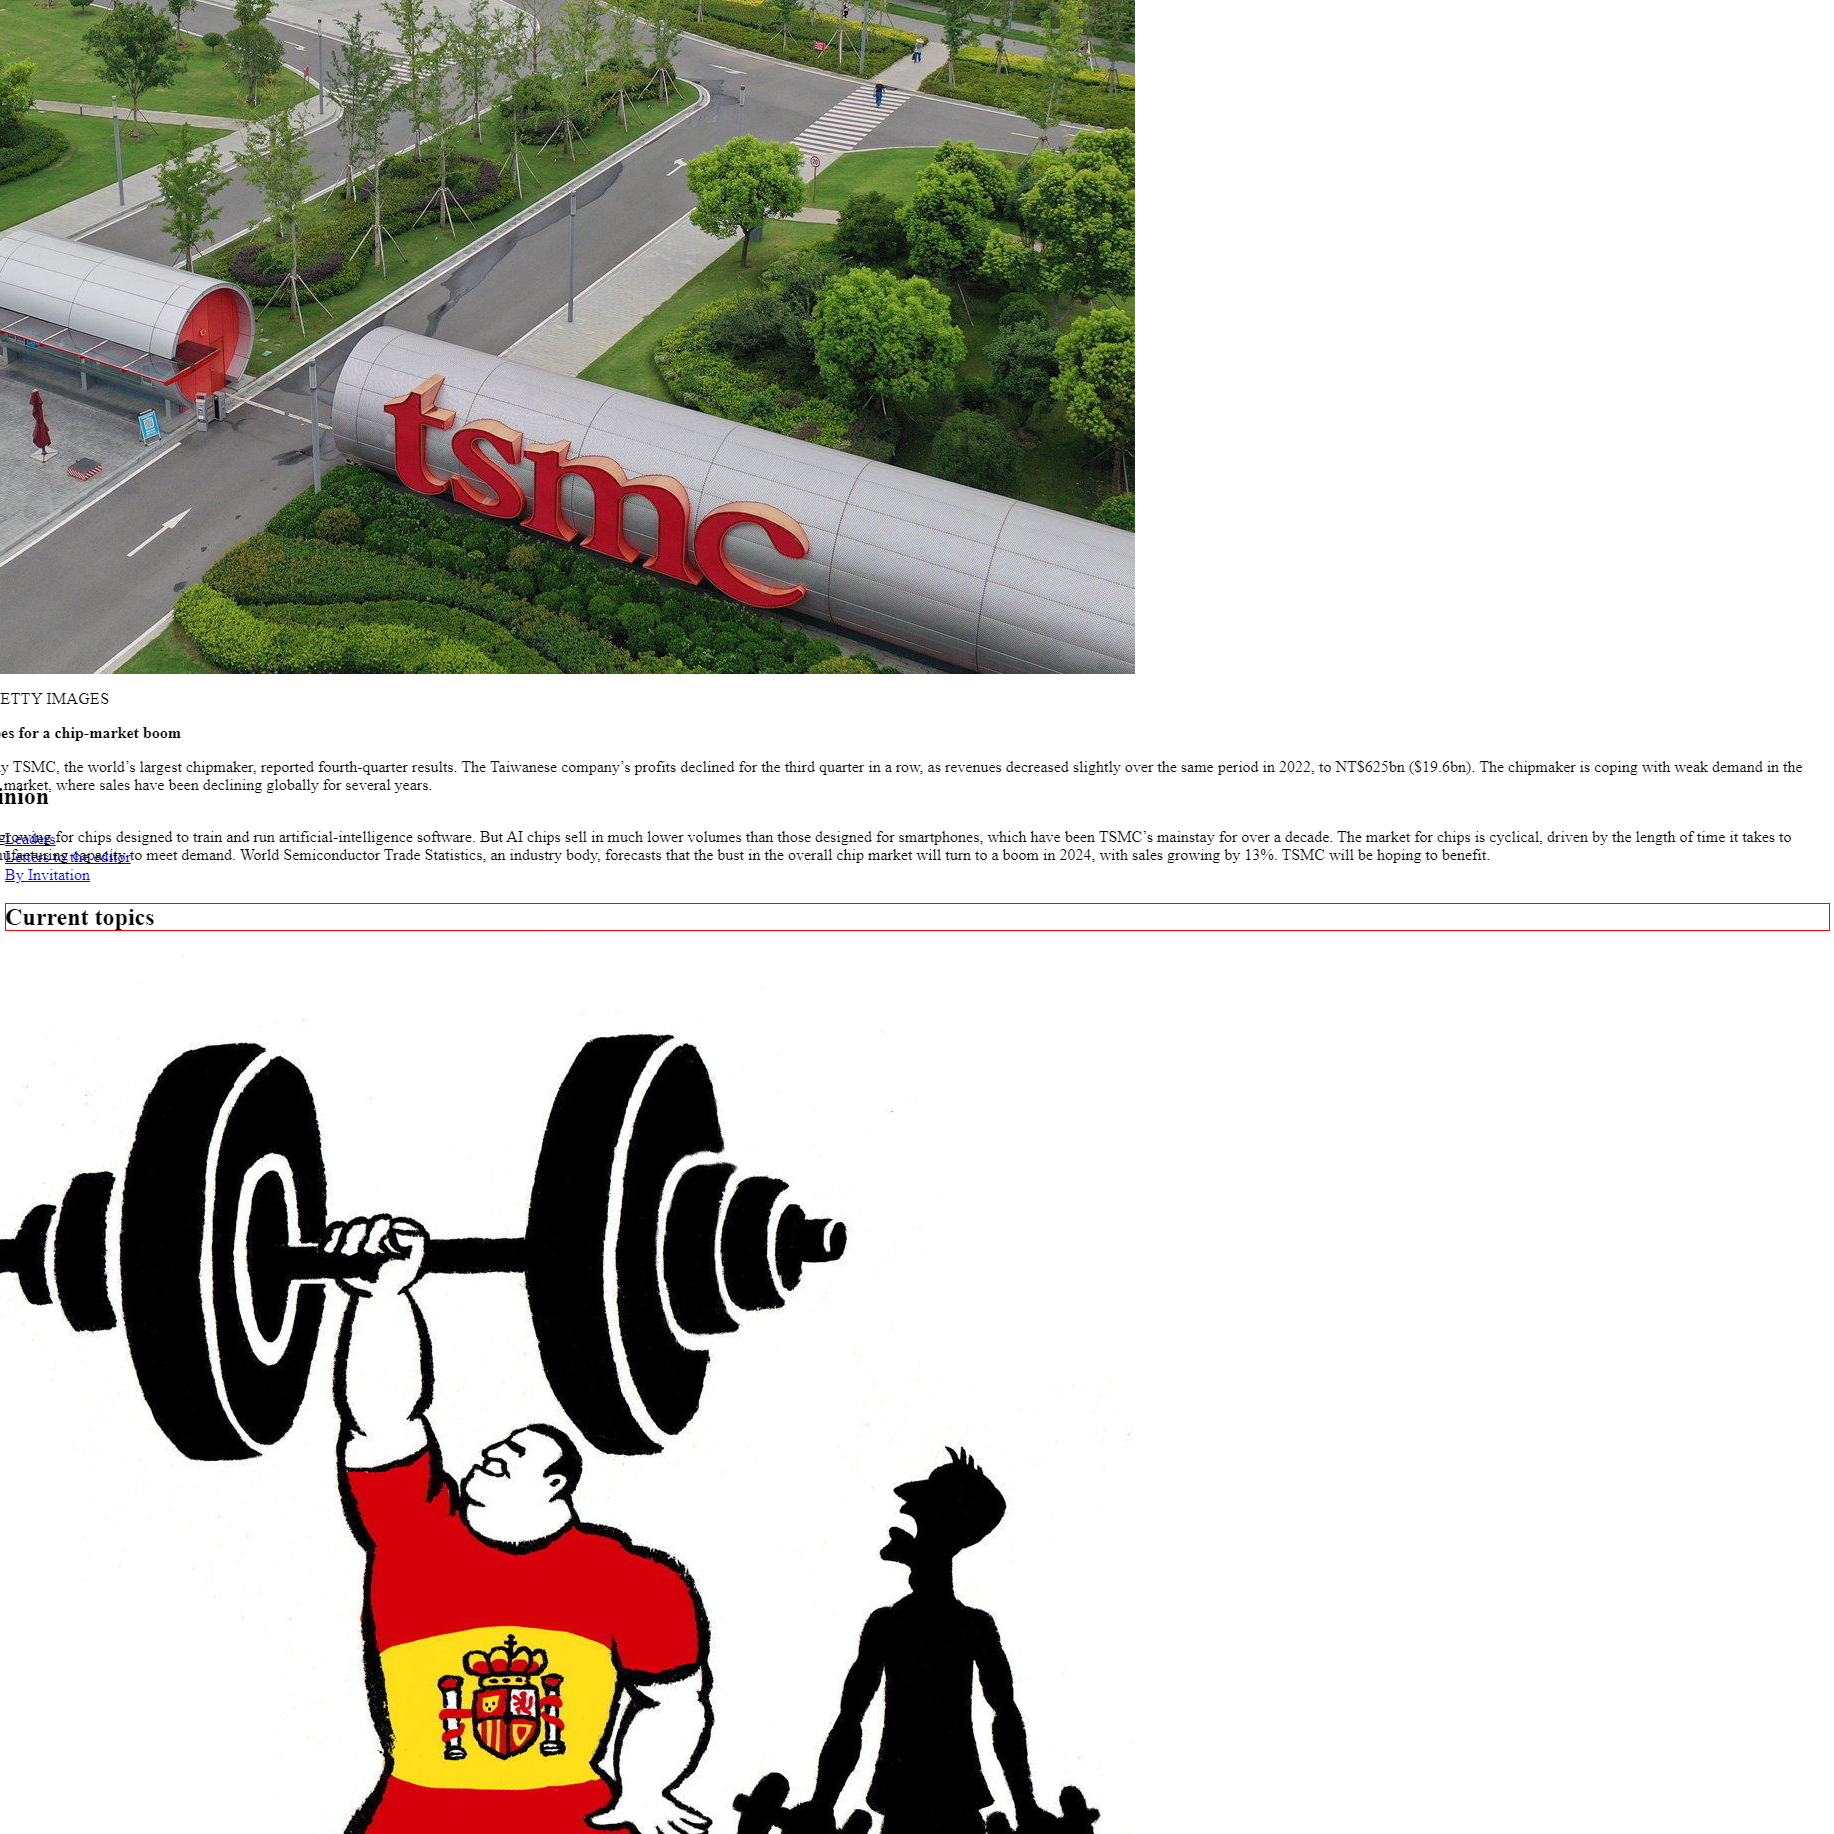 tsmc
ETTY IMAGES
es for a chip-market boom
y TSMC, the world’s largest chipmaker, reported fourth-quarter results. The Taiwanese company’s profits declined for the third quarter in a row, as revenues decreased slightly over the same period in 2022, to NT$625bn ($19.6bn). The chipmaker is coping with weak demand in the
market, where sales have been declining globally for several years.
inion
growing for chips designed to train and run artificial-intelligence software. But AI chips sell in much lower volumes than those designed for smartphones, which have been TSMC’s mainstay for over a decade. The market for chips is cyclical, driven by the length of time it takes to
Leaders
manufacturing capacity to meet demand. World Semiconductor Trade Statistics, an industry body, forecasts that the bust in the overall chip market will turn to a boom in 2024, with sales growing by 13%. TSMC will be hoping to benefit.
Letters to the editor
By Invitation
Current topics